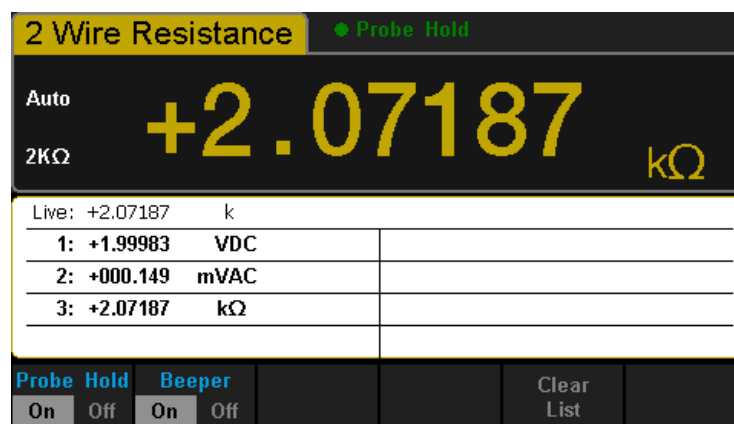 2 Wire Resistance
Probe Hold
Auto
+2.07187
2KΩ
kΩ
Live: +2.07187 k
1: +1.99983 VDC
2: +000.149 mVAC
3: +2.07187 kΩ
Probe Hold Beeper Clear
On Off On Off List